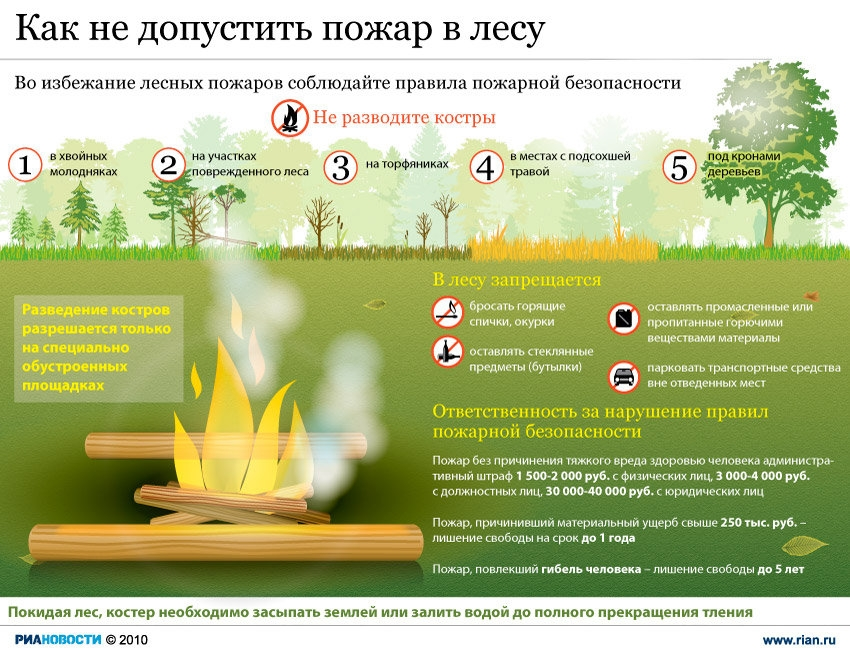 Как не допустить пожар в лесу
Во избежание лесных пожаров соблюдайте правила пожарной безопасности
Не разводите костры
1
в хвойных
молодняках
2
на участках
поврежденного леса
3
на торфяниках
4
в местах с подсохшей
травой
5
под кронами
деревьев
Разведение костров
разрешается только
на специально
обустроенных
площадках
В лесу запрещается
бросать горящие
спички, окурки
оставлять стеклянные
предметы (бутылки)
оставлять промасленные или
пропитанные горючими
веществами материалы
парковать транспортные средства
вне отведенных мест
Ответственность за нарушение правил
пожарной безопасности
Пожар без причинения тяжкого вреда здоровью человека администра-
тивный штраф 1 500-2 000 руб. с физических лиц, 3 000-4 000 руб.
с должностных лиц, 30 000-40 000 руб. с юридических лиц
Пожар, причинивший материальный ущерб свыше 250 тыс. руб. –
лишение свободы на срок до 1 года
Пожар, повлекший гибель человека – лишение свободы до 5 лет
Покидая лес, костер необходимо засыпать землей или залить водой до полного прекращения тления
РИАНОВОСТИ © 2010
www.rian.ru